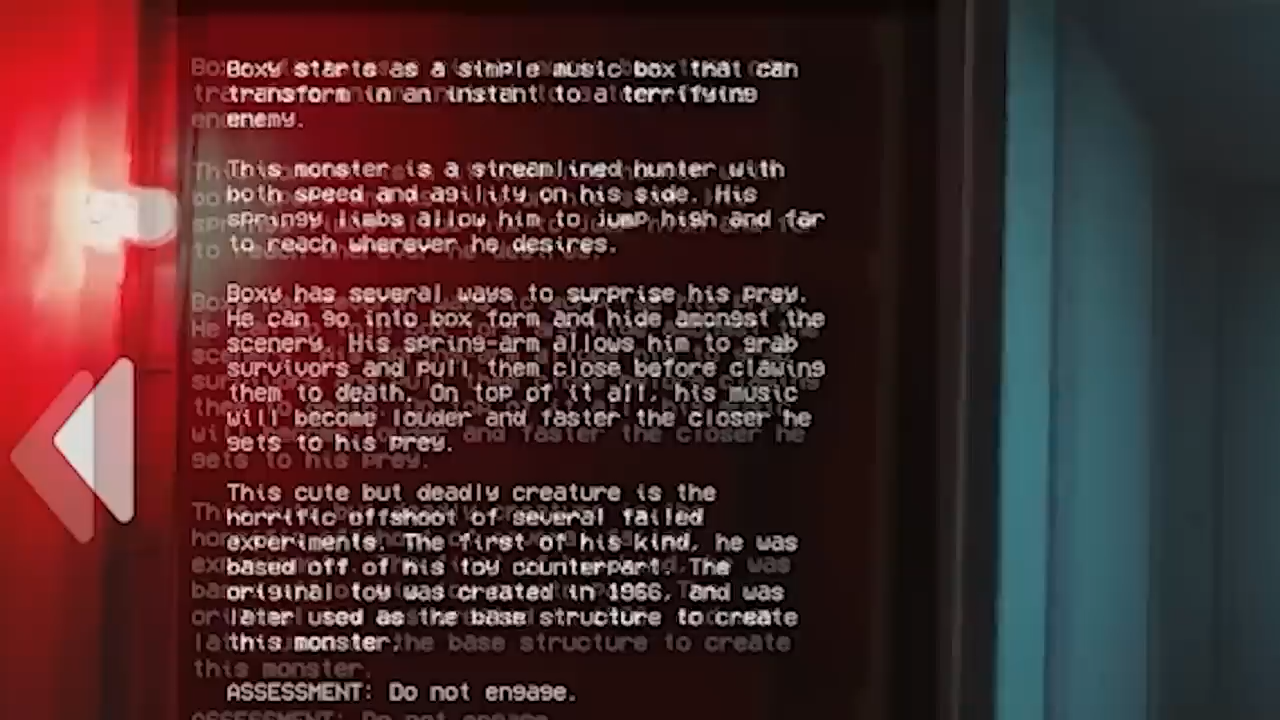 Boxy starts as a simple music box that can
transform in an instant to a terrifying
enemy.
This monster is a streamlined hunter with
both speed and agility on his side. His
springy limbs allow him to jump high and far
to reach wherever he desires.
Boxy has several ways to surprise his prey.
He can go into box form and hide amongst the
scenery. His spring-arm allows him to grab
survivors and pull them close before clawing
them to death. On top of it all, his music
will become louder and faster the closer he
gets to his prey.
This cute but deadly creature is the
horrific offshoot of several failed
experiments. The first of his kind, he was
based off of his toy counterpart. The
original toy was created in 1966, and was
later used as the base structure to create
this monster.
ASSESSMENT: Do not engage.